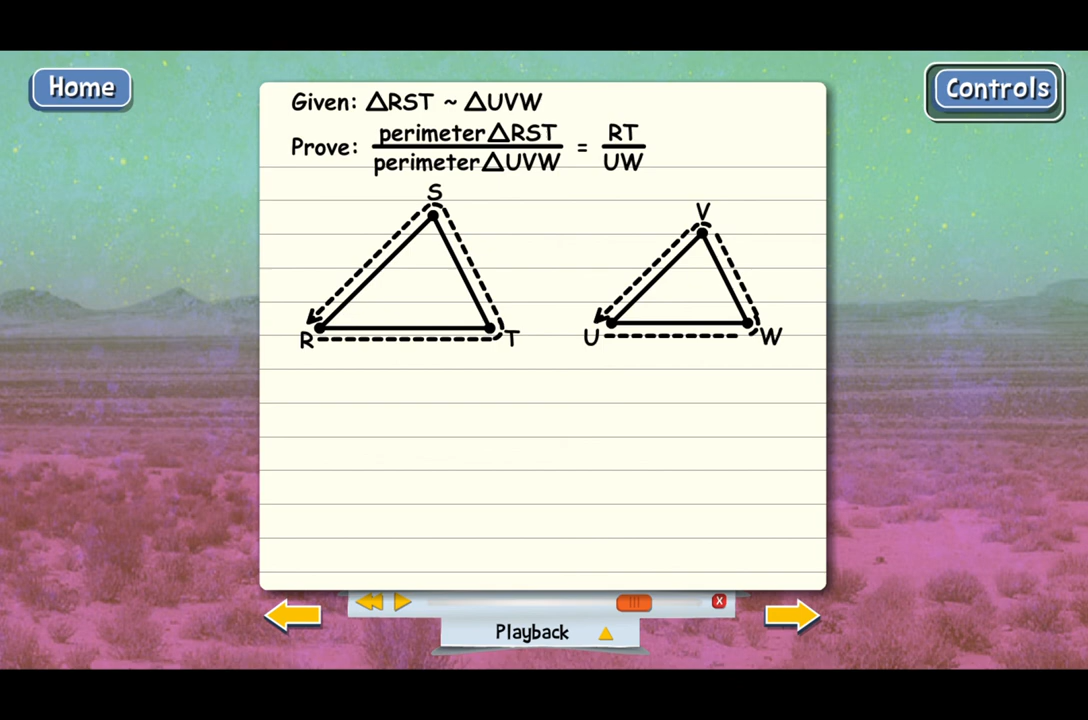 Home
Controls
Given: △RST ~ △UVW
Prove: perimeter△RST / perimeter△UVW = RT / UW
S
V
R
T
U
W
Playback